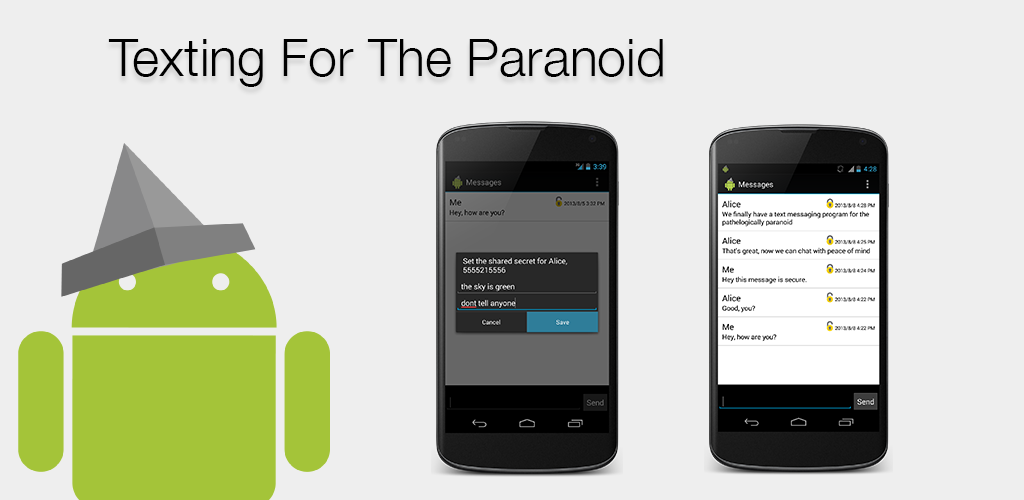 Texting For The Paranoid
3:39
Messages
Me
2013/8/5 3:32 PM
Hey, how are you?
Set the shared secret for Alice,
5555215556
the sky is green
dont tell anyone
Cancel
Save
Send
4:28
Messages
Alice
2013/8/8 4:28 PM
We finally have a text messaging program for the
pathelogically paranoid
Alice
2013/8/8 4:25 PM
That's great, now we can chat with peace of mind
Me
2013/8/8 4:24 PM
Hey this message is secure.
Alice
2013/8/8 4:22 PM
Good, you?
Me
2013/8/8 4:22 PM
Hey, how are you?
Send